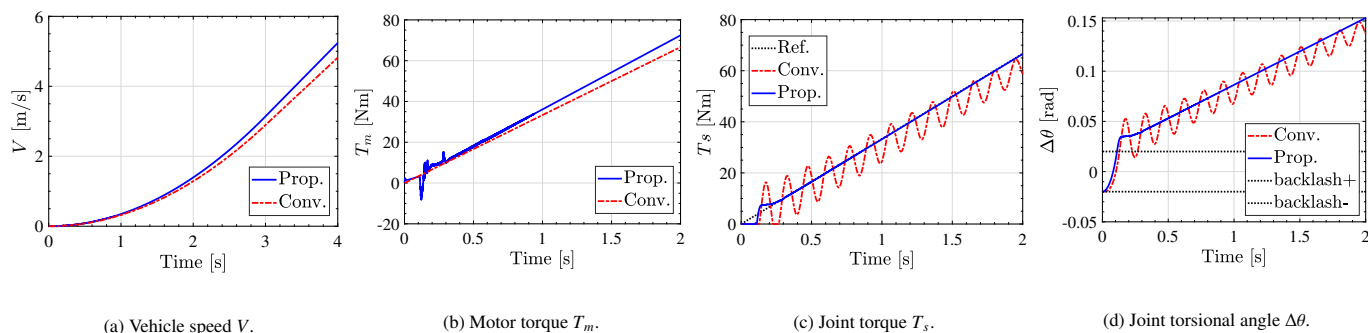 6
4
2
0
0
1
2
3
4
V [m/s]
Time [s]
Prop.
Conv.
(a) Vehicle speed V.
80
60
40
20
0
-20
0
0.5
1
1.5
2
T_m [Nm]
Time [s]
Prop.
Conv.
(b) Motor torque T_m.
80
60
40
20
0
0
0.5
1
1.5
2
Ts [Nm]
Time [s]
Ref.
Conv.
Prop.
(c) Joint torque T_s.
0.15
0.1
0.05
0
-0.05
0
0.5
1
1.5
2
Δθ [rad]
Time [s]
Conv.
Prop.
backlash+
backlash-
(d) Joint torsional angle Δθ.